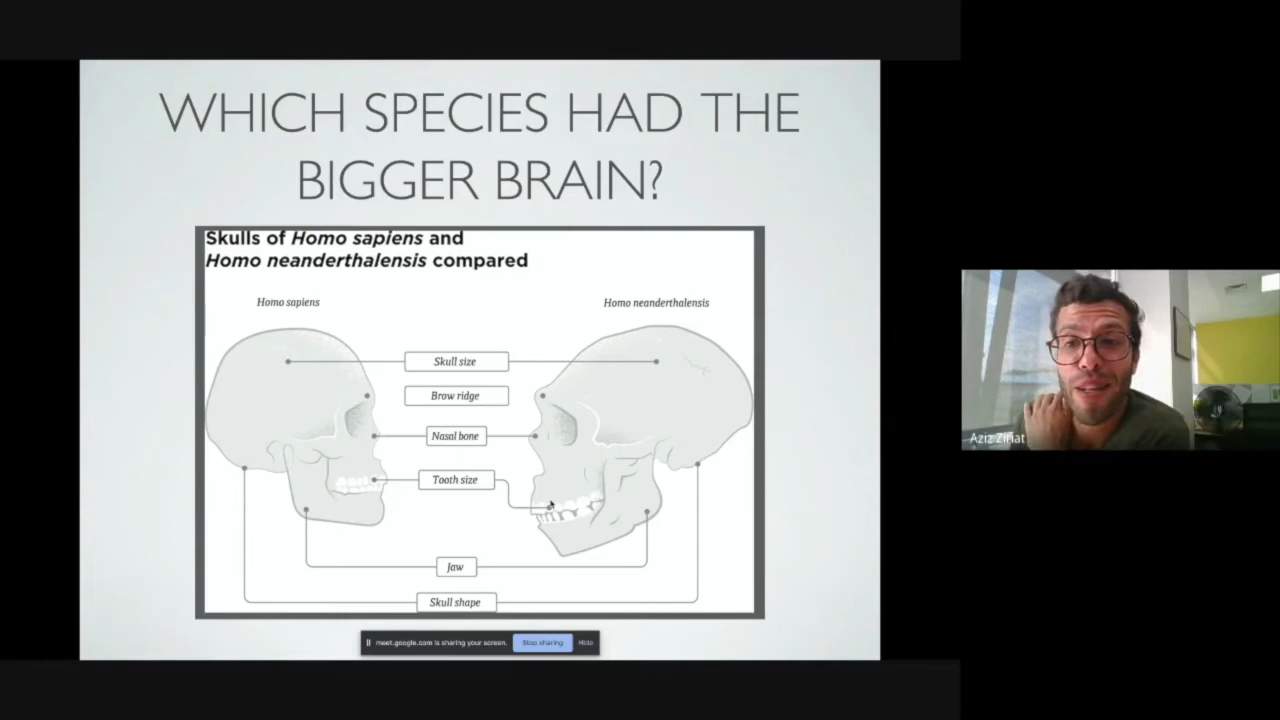 WHICH SPECIES HAD THE
BIGGER BRAIN?
Skulls of Homo sapiens and
Homo neanderthalensis compared
Homo sapiens
Homo neanderthalensis
Skull size
Brow ridge
Nasal bone
Tooth size
Jaw
Skull shape
meet.google.com is sharing your screen.
Stop sharing
Hide
Aziz Ziriat